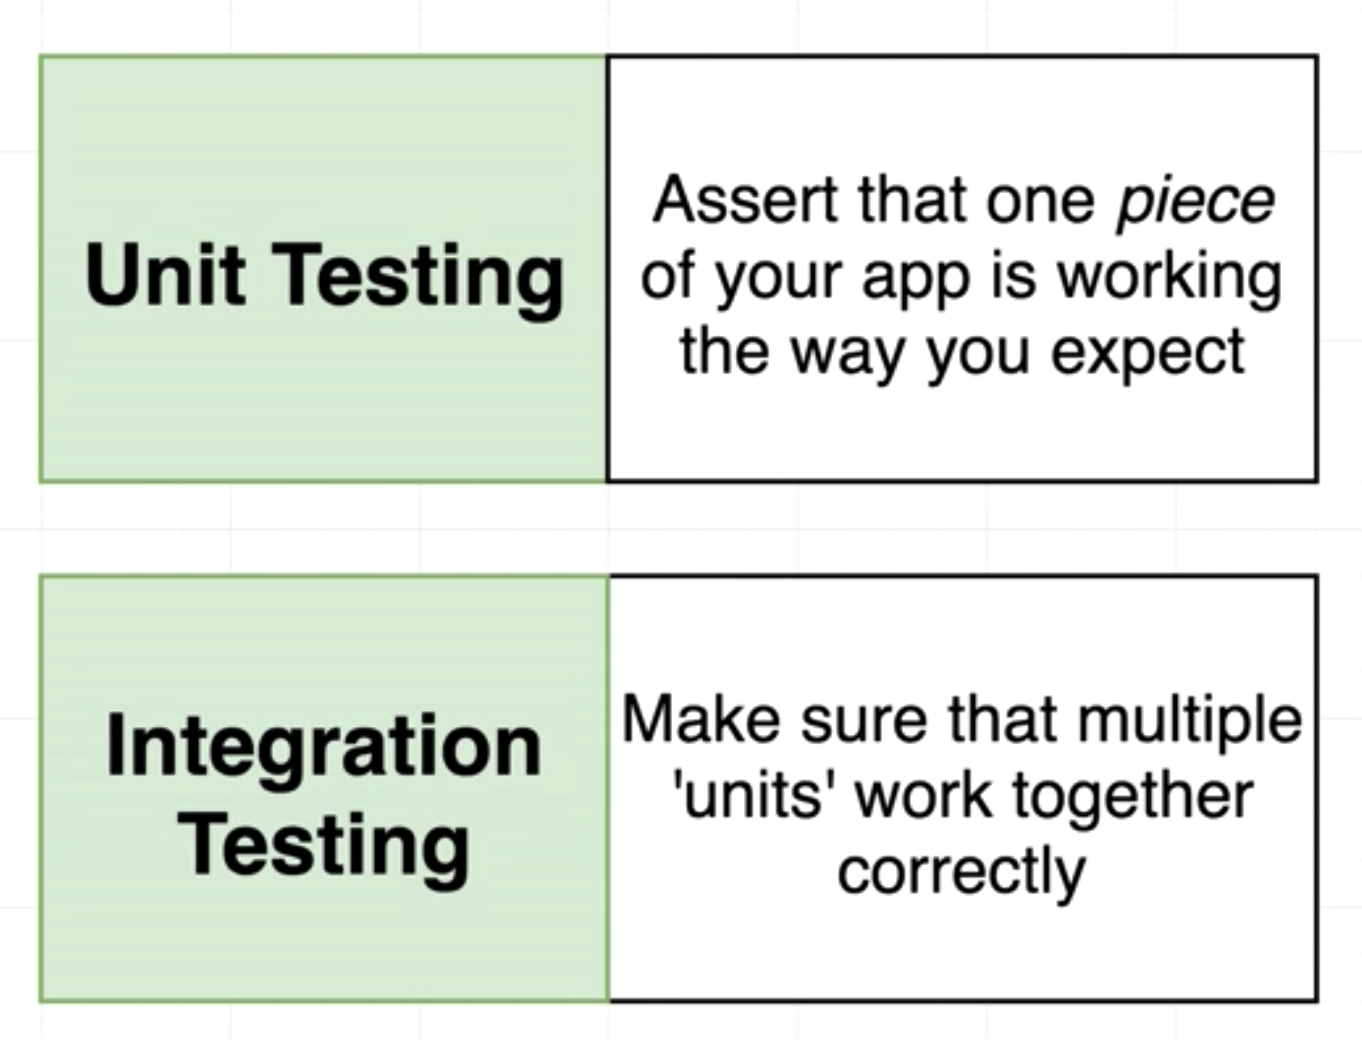 Unit Testing
Assert that one piece
of your app is working
the way you expect
Integration
Testing
Make sure that multiple
'units' work together
correctly